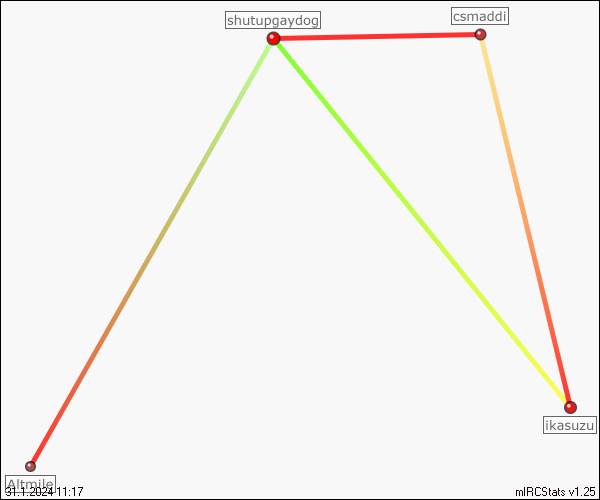 csmaddi
shutupgaydog
ikasuzu
Altmile
31.1.2024 11:17
mIRCStats v1.25